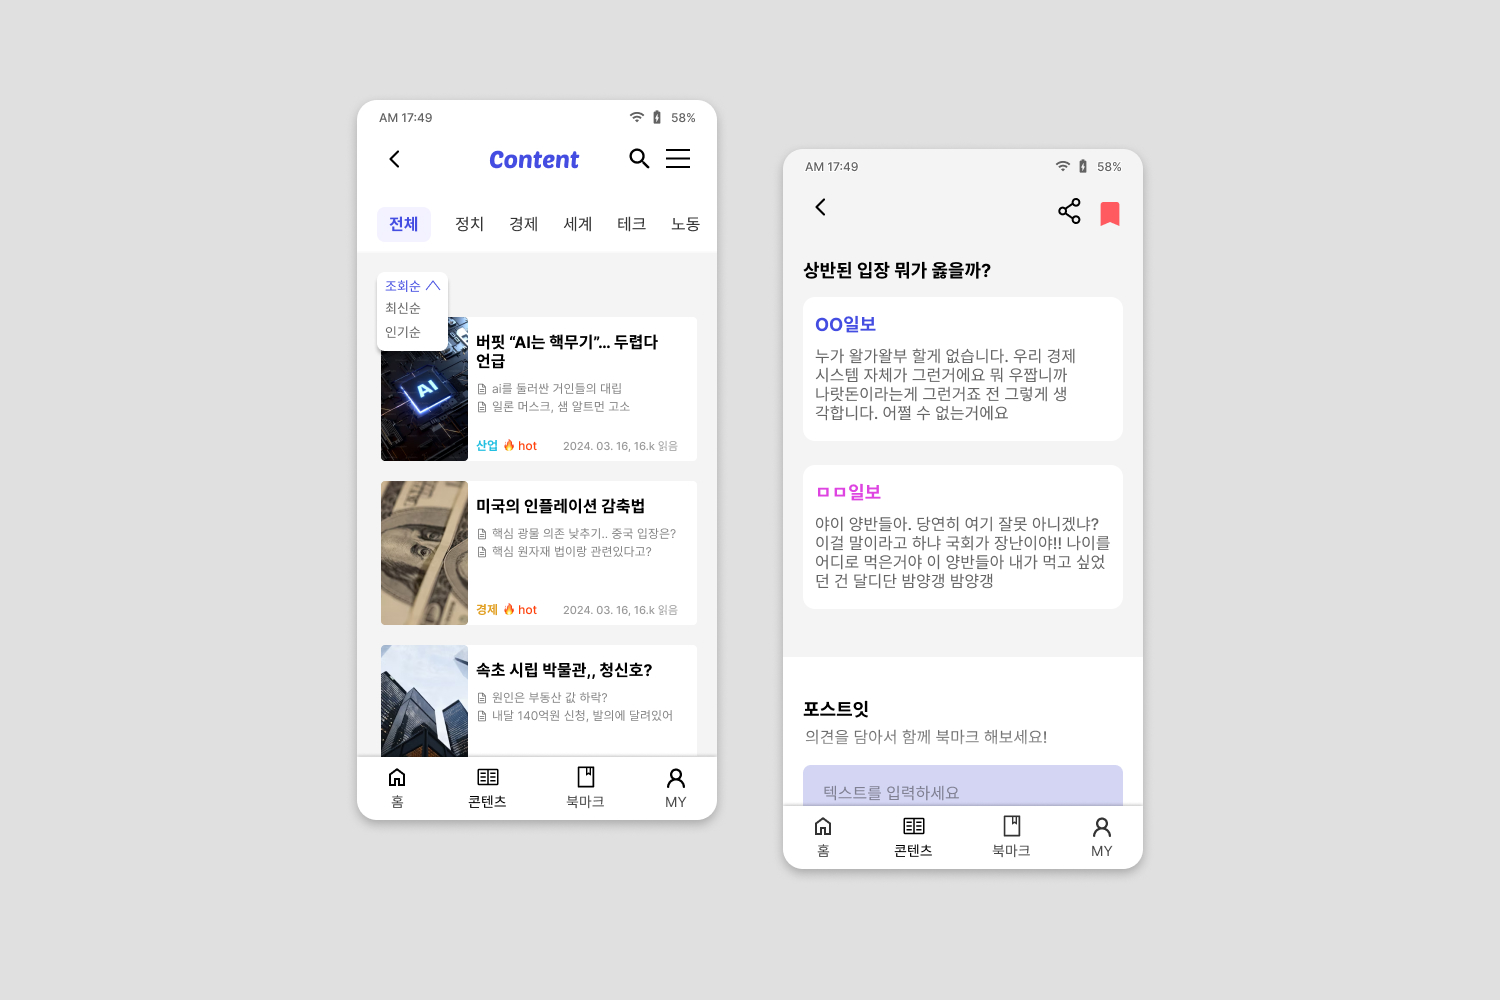 AM 17:49
58%
Content
전체 정치 경제 세계 테크 노동
조회순
최신순
인기순
버핏 “AI는 핵무기”... 두렵다
언급
ai를 둘러싼 거인들의 대립
일론 머스크, 샘 알트먼 고소
산업 hot 2024. 03. 16, 16.k 읽음
AI
미국의 인플레이션 감축법
핵심 광물 의존 낮추기.. 중국 입장은?
핵심 원자재 법이랑 관련있다고?
경제 hot 2024. 03. 16, 16.k 읽음
속초 시립 박물관,, 청신호?
원인은 부동산 값 하락?
내달 140억원 신청, 발의에 달려있어
홈 콘텐츠 북마크 MY
AM 17:49
58%
상반된 입장 뭐가 옳을까?
OO일보
누가 왈가왈부 할게 없습니다. 우리 경제
시스템 자체가 그런거에요 뭐 우짭니까
나랏돈이라는게 그런거죠 전 그렇게 생
각합니다. 어쩔 수 없는거에요
ㅁㅁ일보
야이 양반들아. 당연히 여기 잘못 아니겠냐?
이걸 말이라고 하냐 국회가 장난이야!! 나이를
어디로 먹은거야 이 양반들아 내가 먹고 싶었
던 건 달디단 밤양갱 밤양갱
포스트잇
의견을 담아서 함께 북마크 해보세요!
텍스트를 입력하세요
홈 콘텐츠 북마크 MY